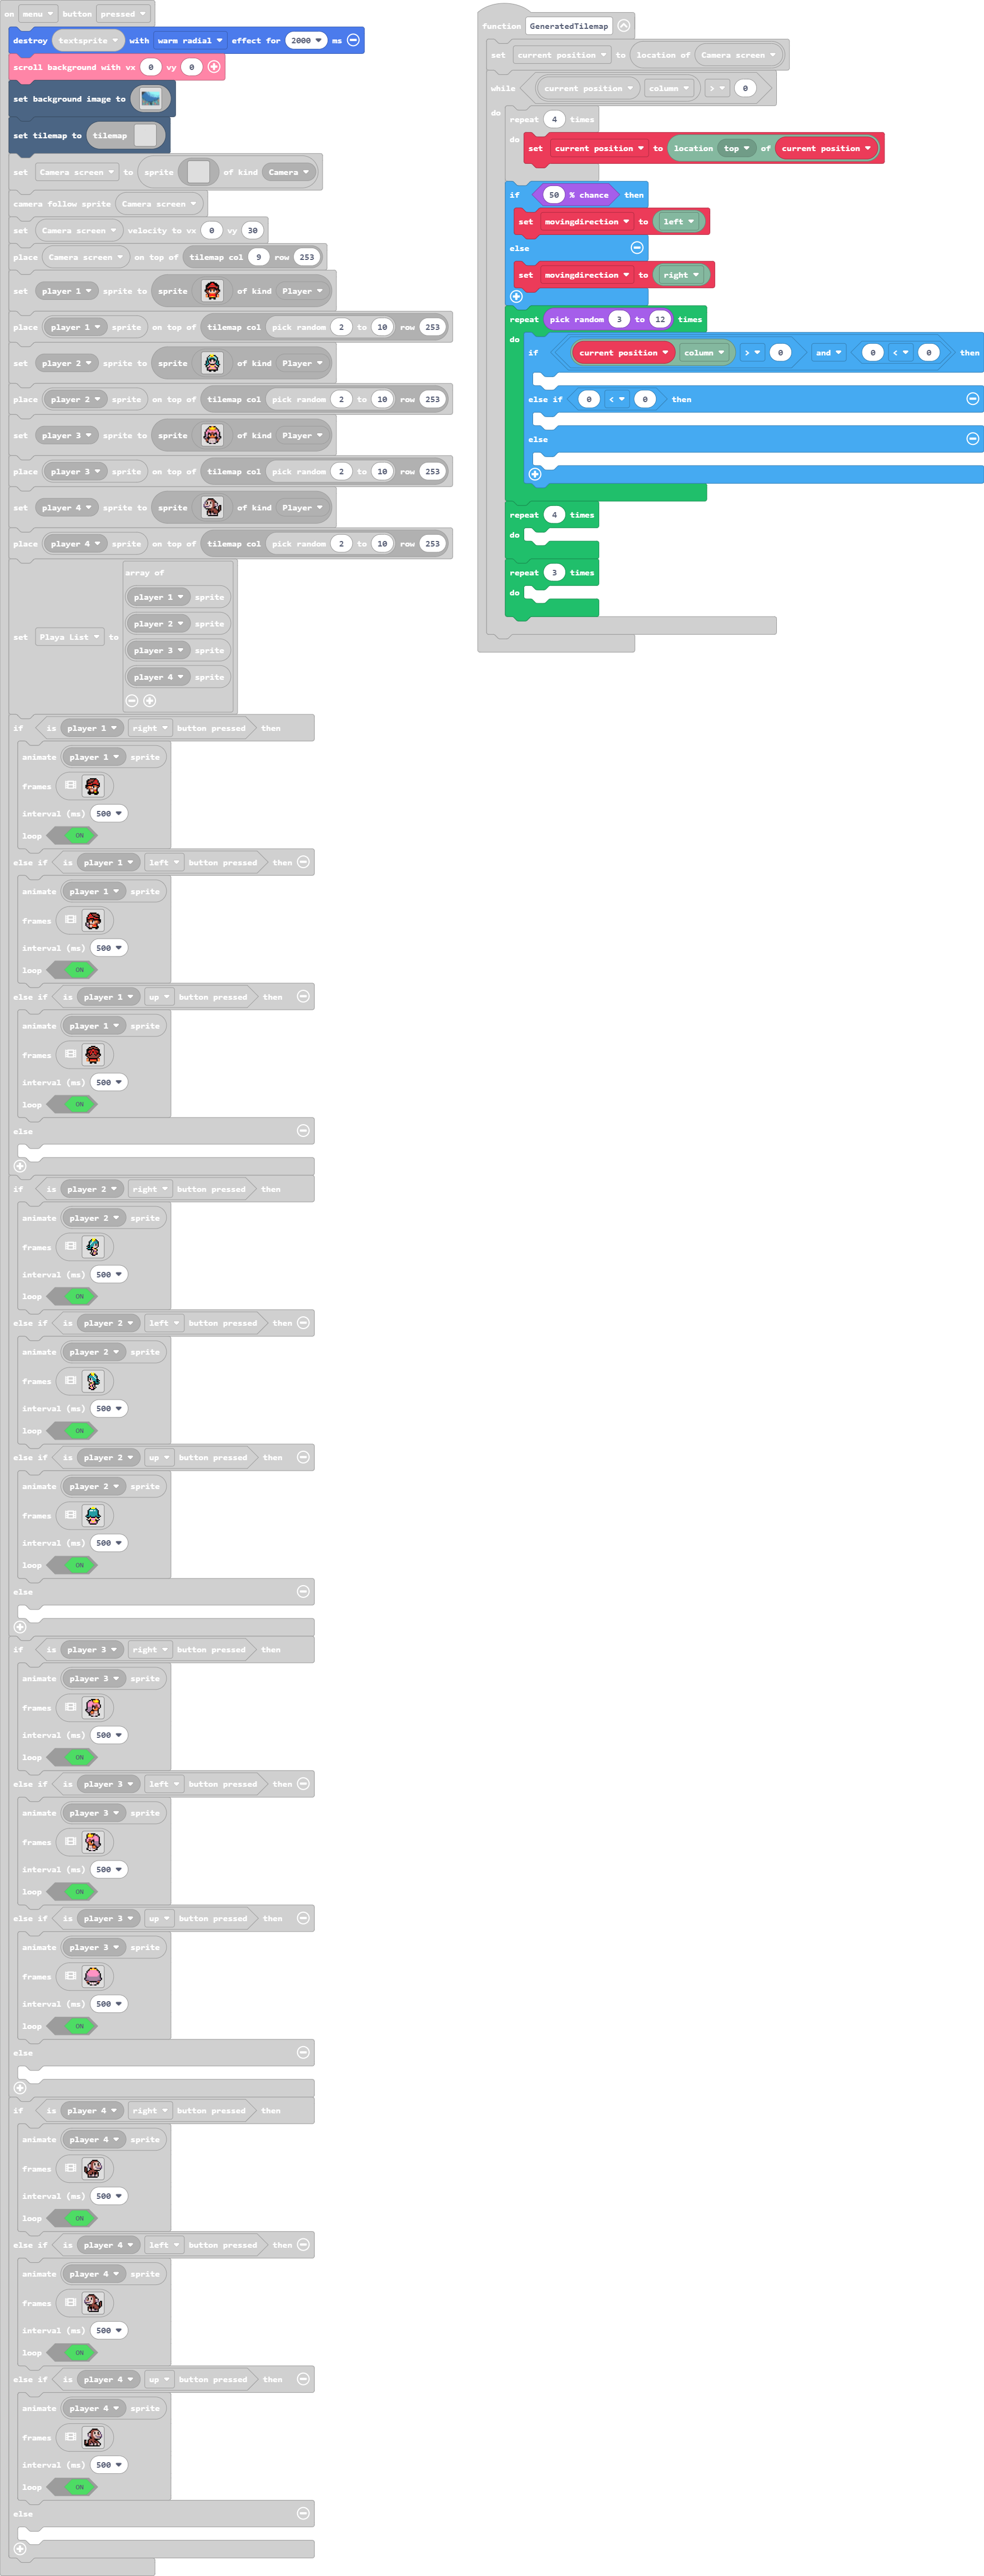 on menu button pressed
destroy textsprite with warm radial effect for 2000 ms
scroll background with vx 0 vy 0
set background image to
set tilemap to tilemap
set Camera screen to sprite of kind Camera
camera follow sprite Camera screen
set Camera screen velocity to vx 0 vy 30
place Camera screen on top of tilemap col 9 row 253
set player 1 sprite to sprite of kind Player
place player 1 sprite on top of tilemap col pick random 2 to 10 row 253
set player 2 sprite to sprite of kind Player
place player 2 sprite on top of tilemap col pick random 2 to 10 row 253
set player 3 sprite to sprite of kind Player
place player 3 sprite on top of tilemap col pick random 2 to 10 row 253
set player 4 sprite to sprite of kind Player
place player 4 sprite on top of tilemap col pick random 2 to 10 row 253
array of
player 1 sprite
player 2 sprite
set Playa List to
player 3 sprite
player 4 sprite
if is player 1 right button pressed then
animate player 1 sprite
frames
interval (ms) 500
loop ON
else if is player 1 left button pressed then
animate player 1 sprite
frames
interval (ms) 500
loop ON
else if is player 1 up button pressed then
animate player 1 sprite
frames
interval (ms) 500
loop ON
else
if is player 2 right button pressed then
animate player 2 sprite
frames
interval (ms) 500
loop ON
else if is player 2 left button pressed then
animate player 2 sprite
frames
interval (ms) 500
loop ON
else if is player 2 up button pressed then
animate player 2 sprite
frames
interval (ms) 500
loop ON
else
if is player 3 right button pressed then
animate player 3 sprite
frames
interval (ms) 500
loop ON
else if is player 3 left button pressed then
animate player 3 sprite
frames
interval (ms) 500
loop ON
else if is player 3 up button pressed then
animate player 3 sprite
frames
interval (ms) 500
loop ON
else
if is player 4 right button pressed then
animate player 4 sprite
frames
interval (ms) 500
loop ON
else if is player 4 left button pressed then
animate player 4 sprite
frames
interval (ms) 500
loop ON
else if is player 4 up button pressed then
animate player 4 sprite
frames
interval (ms) 500
loop ON
else
function GeneratedTilemap
set current position to location of Camera screen
while current position column > 0
do
repeat 4 times
do
set current position to location top of current position
if 50 % chance then
set movingdirection to left
else
set movingdirection to right
repeat pick random 3 to 12 times
do
if current position column > 0 and 0 < 0 then
else if 0 < 0 then
else
repeat 4 times
do
repeat 3 times
do